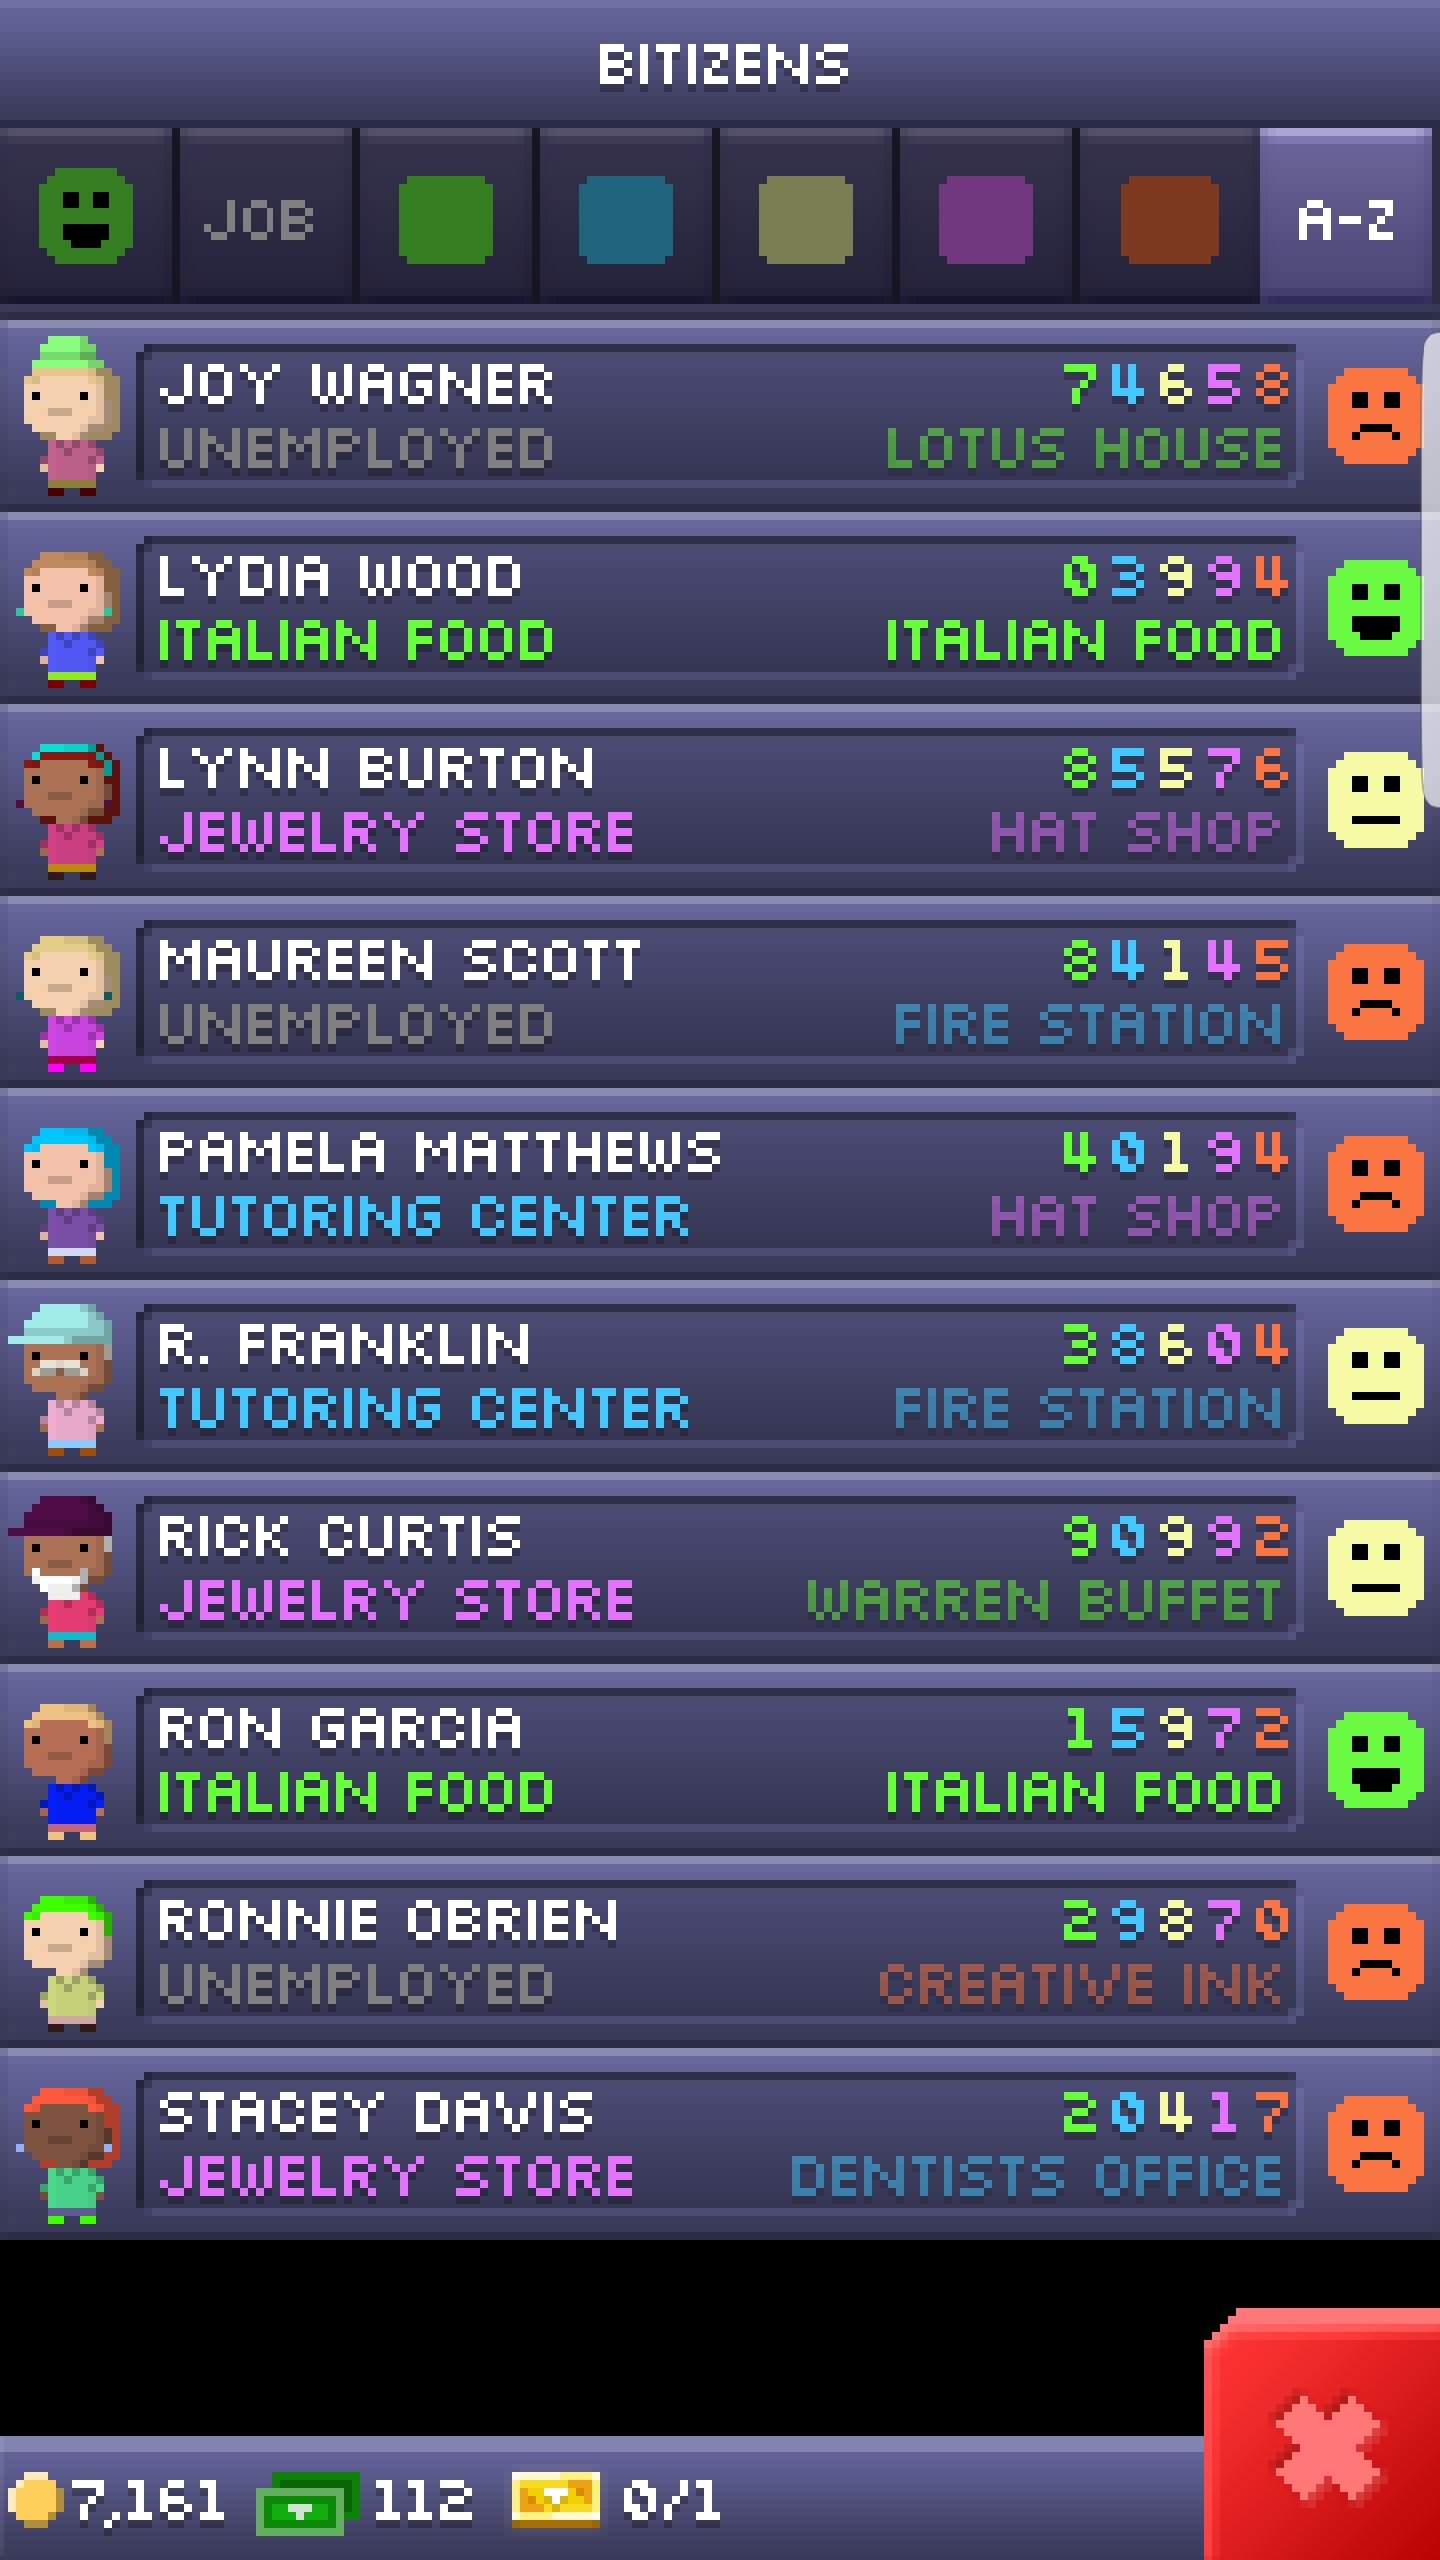 BITIZENS
JOB A-Z
JOY WAGNER 74658
UNEMPLOYED LOTUS HOUSE
LYDIA WOOD 03994
ITALIAN FOOD ITALIAN FOOD
LYNN BURTON 85576
JEWELRY STORE HAT SHOP
MAUREEN SCOTT 84145
UNEMPLOYED FIRE STATION
PAMELA MATTHEWS 40194
TUTORING CENTER HAT SHOP
R. FRANKLIN 38604
TUTORING CENTER FIRE STATION
RICK CURTIS 90992
JEWELRY STORE WARREN BUFFET
RON GARCIA 15972
ITALIAN FOOD ITALIAN FOOD
RONNIE OBRIEN 29870
UNEMPLOYED CREATIVE INK
STACEY DAVIS 20417
JEWELRY STORE DENTISTS OFFICE
7,161 112 0/1